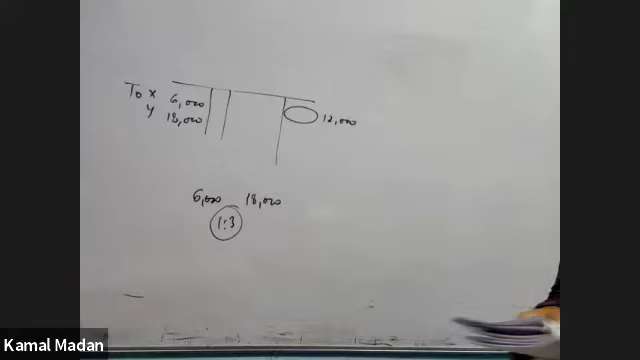 To x 6,000
y 18,000
12,000
6,000 18,000
1:3
Kamal Madan